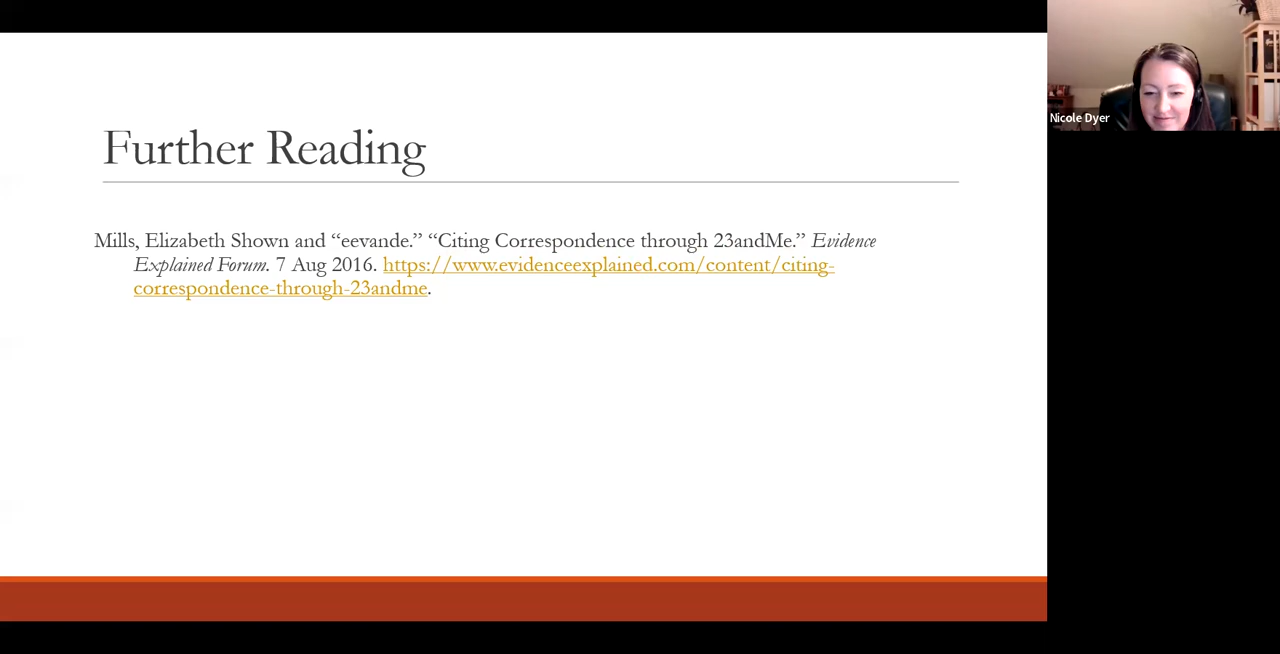 Further Reading
Mills, Elizabeth Shown and “eevande.” “Citing Correspondence through 23andMe.” Evidence
Explained Forum. 7 Aug 2016. https://www.evidenceexplained.com/content/citing-
correspondence-through-23andme.
Nicole Dyer